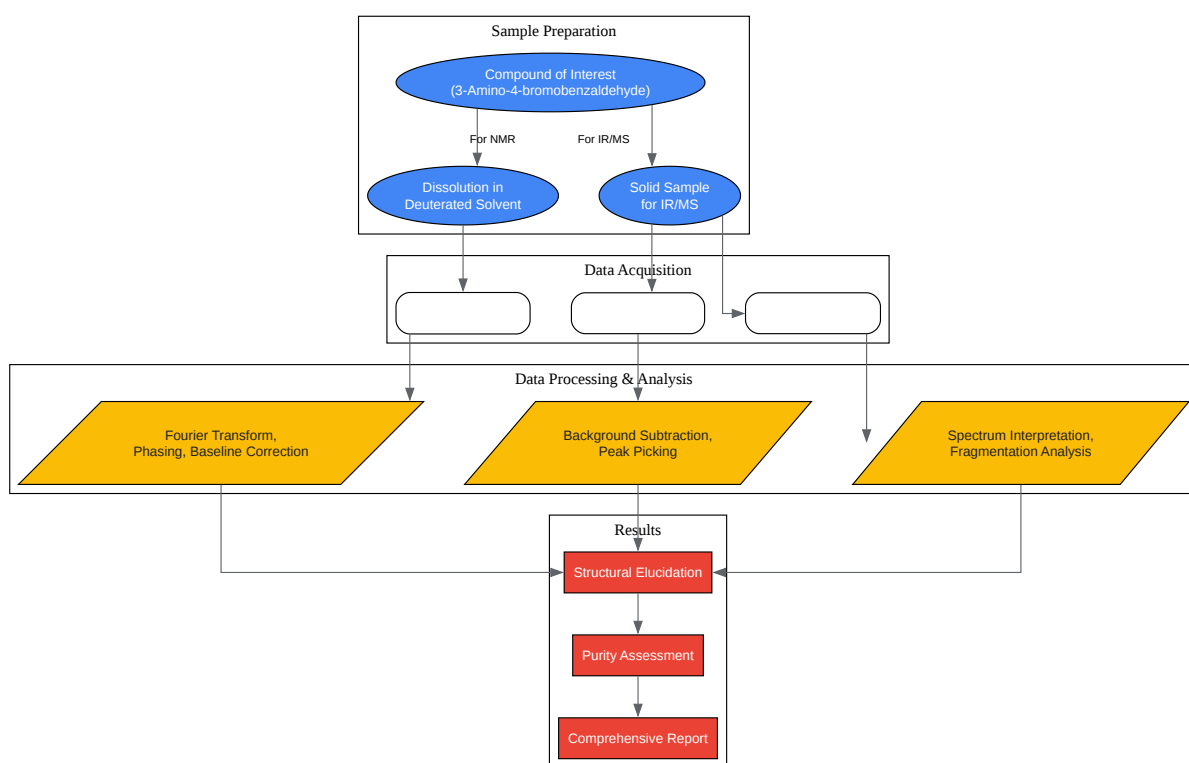 Sample Preparation
Compound of Interest
(3-Amino-4-bromobenzaldehyde)
For NMR
For IR/MS
Dissolution in
Deuterated Solvent
Solid Sample
for IR/MS
Data Acquisition
Data Processing & Analysis
Fourier Transform,
Phasing, Baseline Correction
Background Subtraction,
Peak Picking
Spectrum Interpretation,
Fragmentation Analysis
Results
Structural Elucidation
Purity Assessment
Comprehensive Report